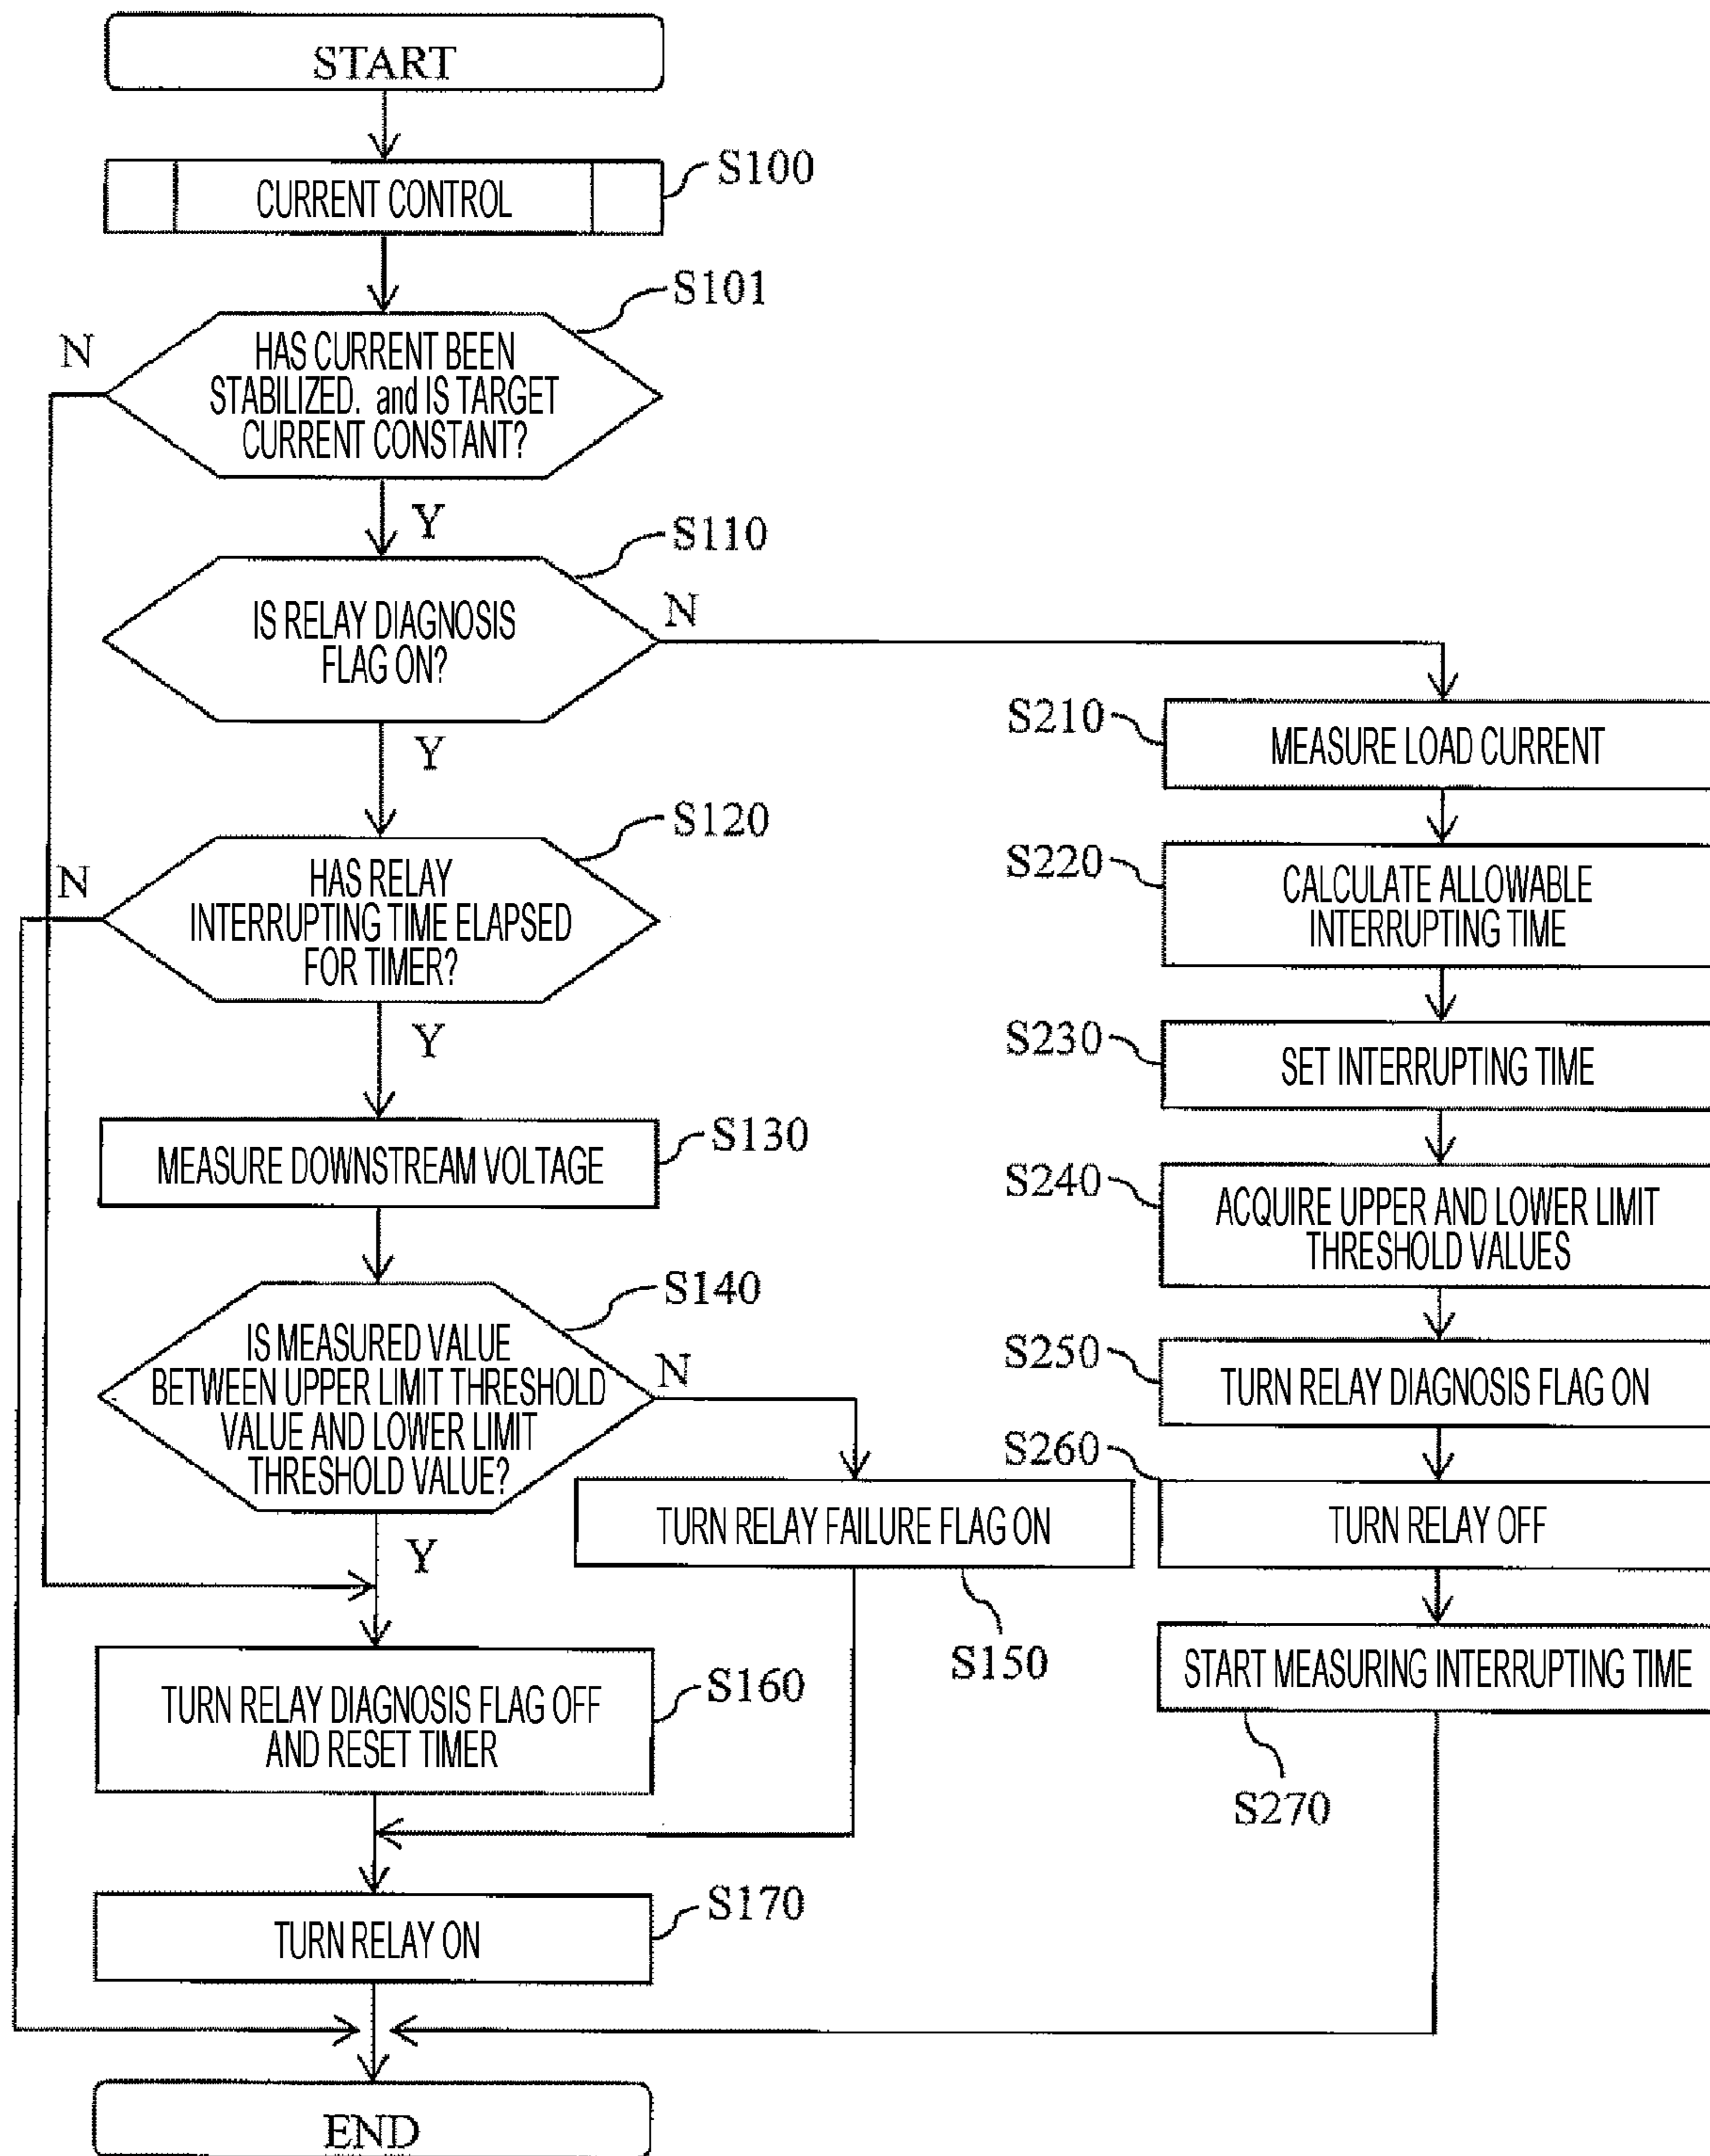 START
CURRENT CONTROL
S100
S101
HAS CURRENT BEEN
STABILIZED. and IS TARGET
CURRENT CONSTANT?
N
Y
S110
IS RELAY DIAGNOSIS
FLAG ON?
N
Y
S120
HAS RELAY
INTERRUPTING TIME ELAPSED
FOR TIMER?
N
Y
MEASURE DOWNSTREAM VOLTAGE
S130
S140
IS MEASURED VALUE
BETWEEN UPPER LIMIT THRESHOLD
VALUE AND LOWER LIMIT
THRESHOLD VALUE?
N
Y
TURN RELAY FAILURE FLAG ON
S150
TURN RELAY DIAGNOSIS FLAG OFF
AND RESET TIMER
S160
TURN RELAY ON
S170
END
S210
MEASURE LOAD CURRENT
S220
CALCULATE ALLOWABLE
INTERRUPTING TIME
S230
SET INTERRUPTING TIME
S240
ACQUIRE UPPER AND LOWER LIMIT
THRESHOLD VALUES
S250
TURN RELAY DIAGNOSIS FLAG ON
S260
TURN RELAY OFF
START MEASURING INTERRUPTING TIME
S270